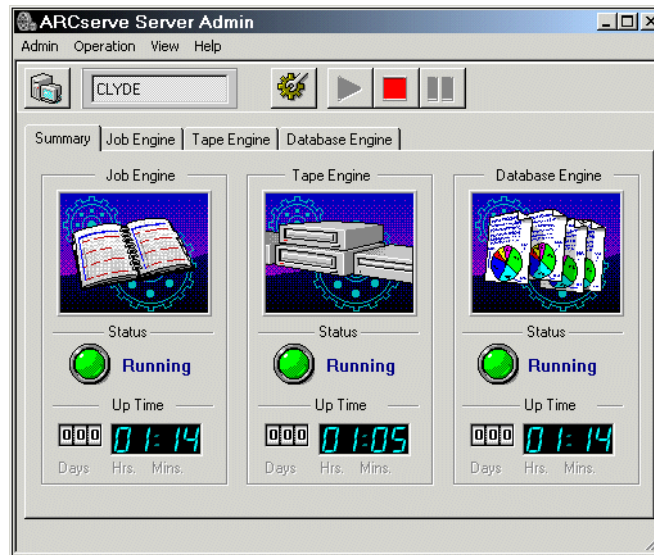 ARCserve Server Admin
Admin Operation View Help
CLYDE
Summary Job Engine Tape Engine Database Engine
Job Engine Tape Engine Database Engine
Status Status Status
Running Running Running
Up Time Up Time Up Time
000 01:14 000 01:05 000 01:14
Days Hrs. Mins. Days Hrs. Mins. Days Hrs. Mins.